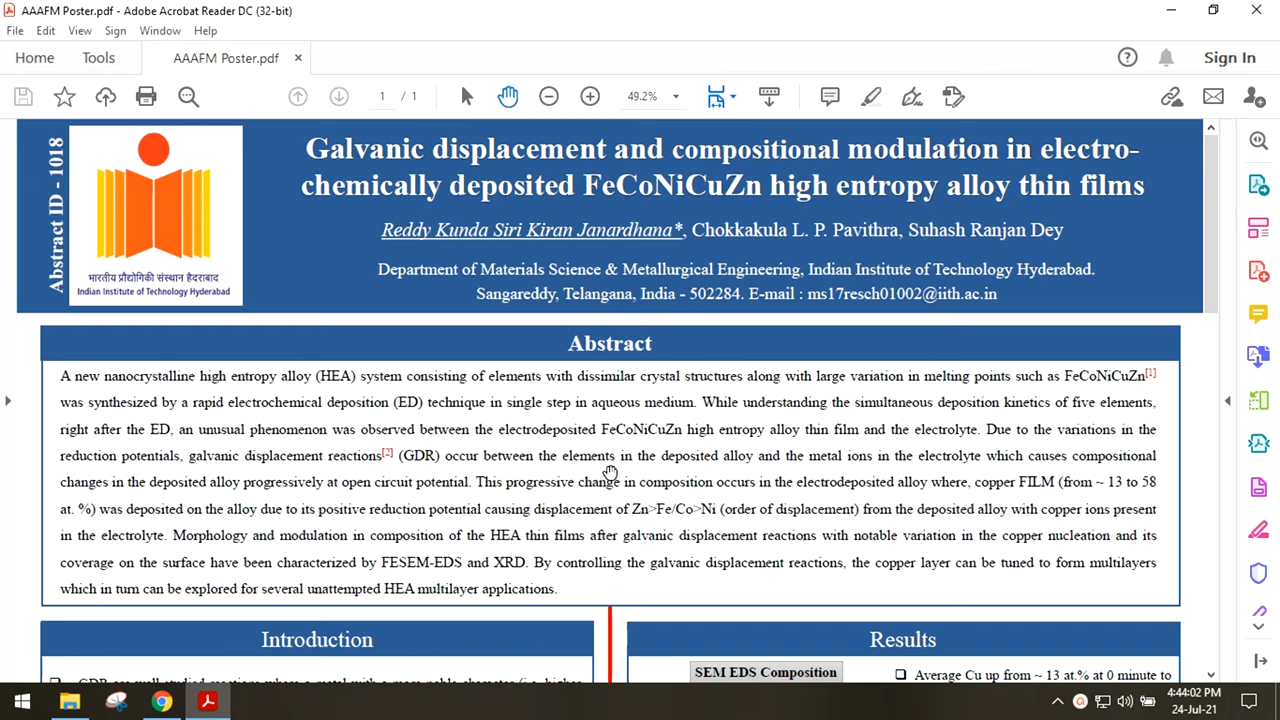 AAAFM Poster.pdf - Adobe Acrobat Reader DC (32-bit)
File Edit View Sign Window Help
Home Tools AAAFM Poster.pdf × Sign In
1 / 1 49.2%
Abstract ID - 1018
भारतीय प्रौद्योगिकी संस्थान हैदराबाद
Indian Institute of Technology Hyderabad
Galvanic displacement and compositional modulation in electro-
chemically deposited FeCoNiCuZn high entropy alloy thin films
Reddy Kunda Siri Kiran Janardhana*, Chokkakula L. P. Pavithra, Suhash Ranjan Dey
Department of Materials Science & Metallurgical Engineering, Indian Institute of Technology Hyderabad.
Sangareddy, Telangana, India - 502284. E-mail : ms17resch01002@iith.ac.in
Abstract
A new nanocrystalline high entropy alloy (HEA) system consisting of elements with dissimilar crystal structures along with large variation in melting points such as FeCoNiCuZn[1]
was synthesized by a rapid electrochemical deposition (ED) technique in single step in aqueous medium. While understanding the simultaneous deposition kinetics of five elements,
right after the ED, an unusual phenomenon was observed between the electrodeposited FeCoNiCuZn high entropy alloy thin film and the electrolyte. Due to the variations in the
reduction potentials, galvanic displacement reactions[2] (GDR) occur between the elements in the deposited alloy and the metal ions in the electrolyte which causes compositional
changes in the deposited alloy progressively at open circuit potential. This progressive change in composition occurs in the electrodeposited alloy where, copper FILM (from ~ 13 to 58
at. %) was deposited on the alloy due to its positive reduction potential causing displacement of Zn>Fe/Co>Ni (order of displacement) from the deposited alloy with copper ions present
in the electrolyte. Morphology and modulation in composition of the HEA thin films after galvanic displacement reactions with notable variation in the copper nucleation and its
coverage on the surface have been characterized by FESEM-EDS and XRD. By controlling the galvanic displacement reactions, the copper layer can be tuned to form multilayers
which in turn can be explored for several unattempted HEA multilayer applications.
Introduction
Results
SEM EDS Composition
Average Cu up from ~ 13 at.% at 0 minute to
4:44:02 PM
24-Jul-21